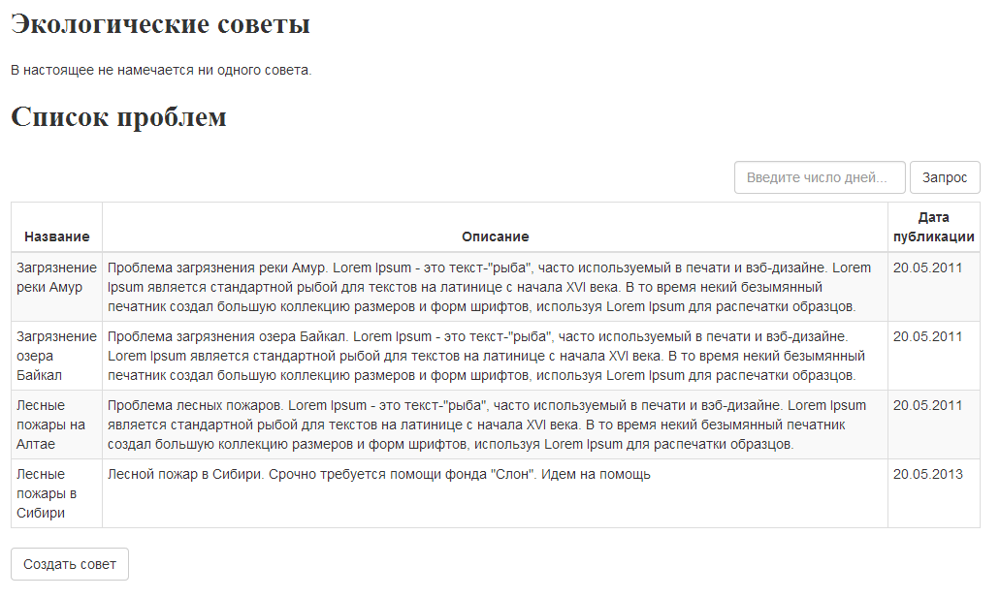 Экологические советы
В настоящее не намечается ни одного совета.
Список проблем
Введите число дней...
Запрос
Название
Описание
Дата
публикации
Загрязнение
реки Амур
Проблема загрязнения реки Амур. Lorem Ipsum - это текст-"рыба", часто используемый в печати и вэб-дизайне. Lorem
Ipsum является стандартной рыбой для текстов на латинице с начала XVI века. В то время некий безымянный
печатник создал большую коллекцию размеров и форм шрифтов, используя Lorem Ipsum для распечатки образцов.
20.05.2011
Загрязнение
озера
Байкал
Проблема загрязнения озера Байкал. Lorem Ipsum - это текст-"рыба", часто используемый в печати и вэб-дизайне.
Lorem Ipsum является стандартной рыбой для текстов на латинице с начала XVI века. В то время некий безымянный
печатник создал большую коллекцию размеров и форм шрифтов, используя Lorem Ipsum для распечатки образцов.
20.05.2011
Лесные
пожары на
Алтае
Проблема лесных пожаров. Lorem Ipsum - это текст-"рыба", часто используемый в печати и вэб-дизайне. Lorem Ipsum
является стандартной рыбой для текстов на латинице с начала XVI века. В то время некий безымянный печатник
создал большую коллекцию размеров и форм шрифтов, используя Lorem Ipsum для распечатки образцов.
20.05.2011
Лесные
пожары в
Сибири
Лесной пожар в Сибири. Срочно требуется помощи фонда "Слон". Идем на помощь
20.05.2013
Создать совет